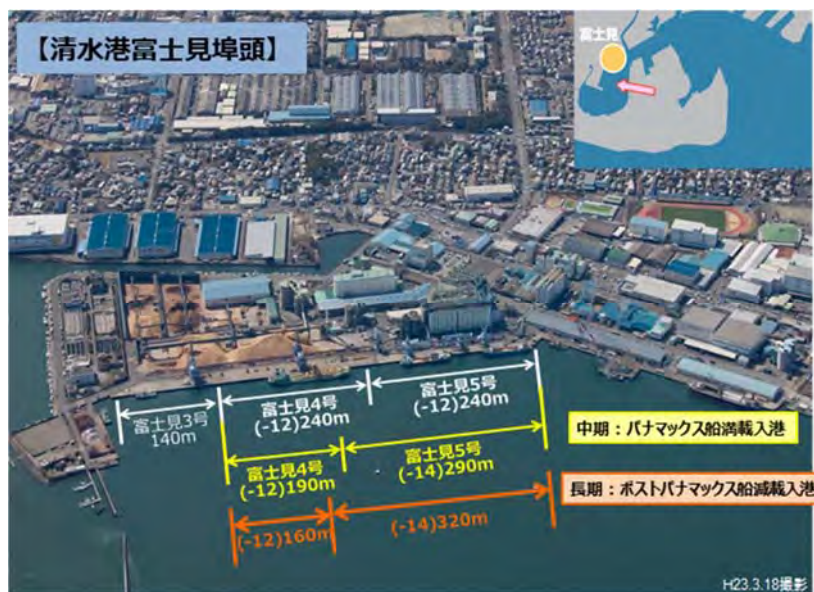 【清水港富士見埠頭】
富士見
富士見3号
140m
富士見4号
(-12)240m
富士見5号
(-12)240m
富士見4号
(-12)190m
富士見5号
(-14)290m
中期：パナマックス船満載入港
(-12)160m
(-14)320m
長期：ポストパナマックス船減載入港
H23.3.18撮影